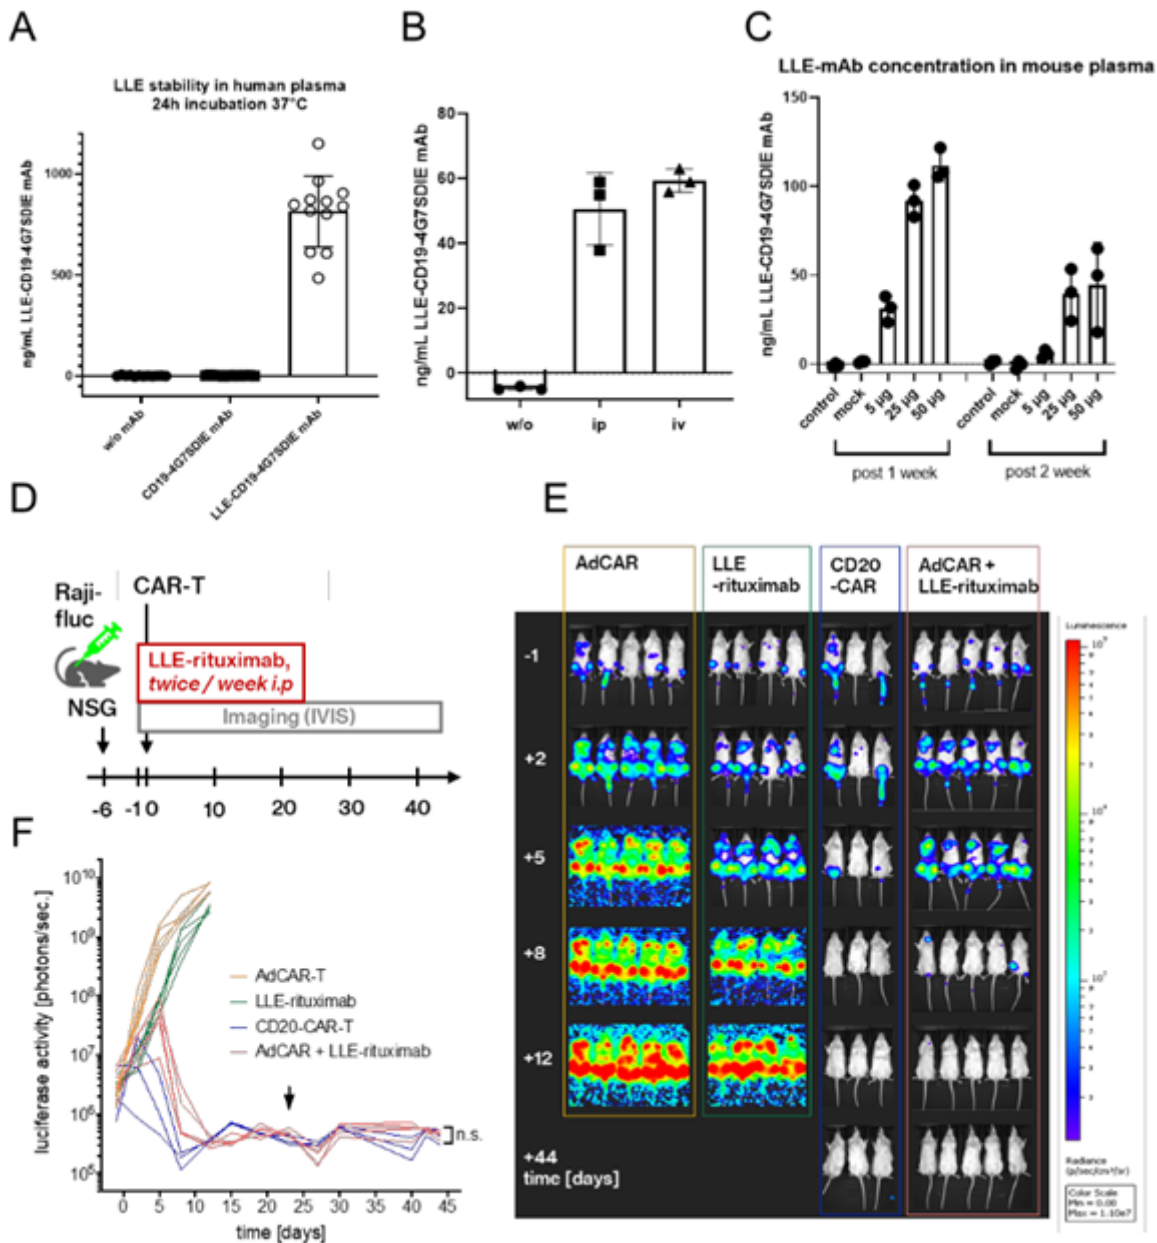 A
LLE stability in human plasma
24h incubation 37°C
ng/mL LLE-CD19-4G7SDIE mAb
1000
500
0
w/o mAb
CD19-4G7SDIE mAb
LLE-CD19-4G7SDIE mAb
B
ng/mL LLE-CD19-4G7SDIE mAb
80
60
40
20
0
w/o
ip
iv
C
LLE-mAb concentration in mouse plasma
ng/mL LLE-CD19-4G7SDIE mAb
150
100
50
0
control
mock
5 µg
25 µg
50 µg
control
mock
5 µg
25 µg
50 µg
post 1 week
post 2 week
D
Raji-
fluc
CAR-T
LLE-rituximab,
twice / week i.p
NSG
Imaging (IVIS)
-6
-1 0
10
20
30
40
E
AdCAR
LLE
-rituximab
CD20
-CAR
AdCAR +
LLE-rituximab
-1
+2
+5
+8
+12
+44
time [days]
Luminescence
Radiance
(p/sec/cm²/sr)
Color Scale
Min = 0.00
Max = 1.10e7
F
luciferase activity [photons/sec.]
10¹⁰
10⁹
10⁸
10⁷
10⁶
10⁵
AdCAR-T
LLE-rituximab
CD20-CAR-T
AdCAR + LLE-rituximab
n.s.
0 5 10 15 20 25 30 35 40 45
time [days]